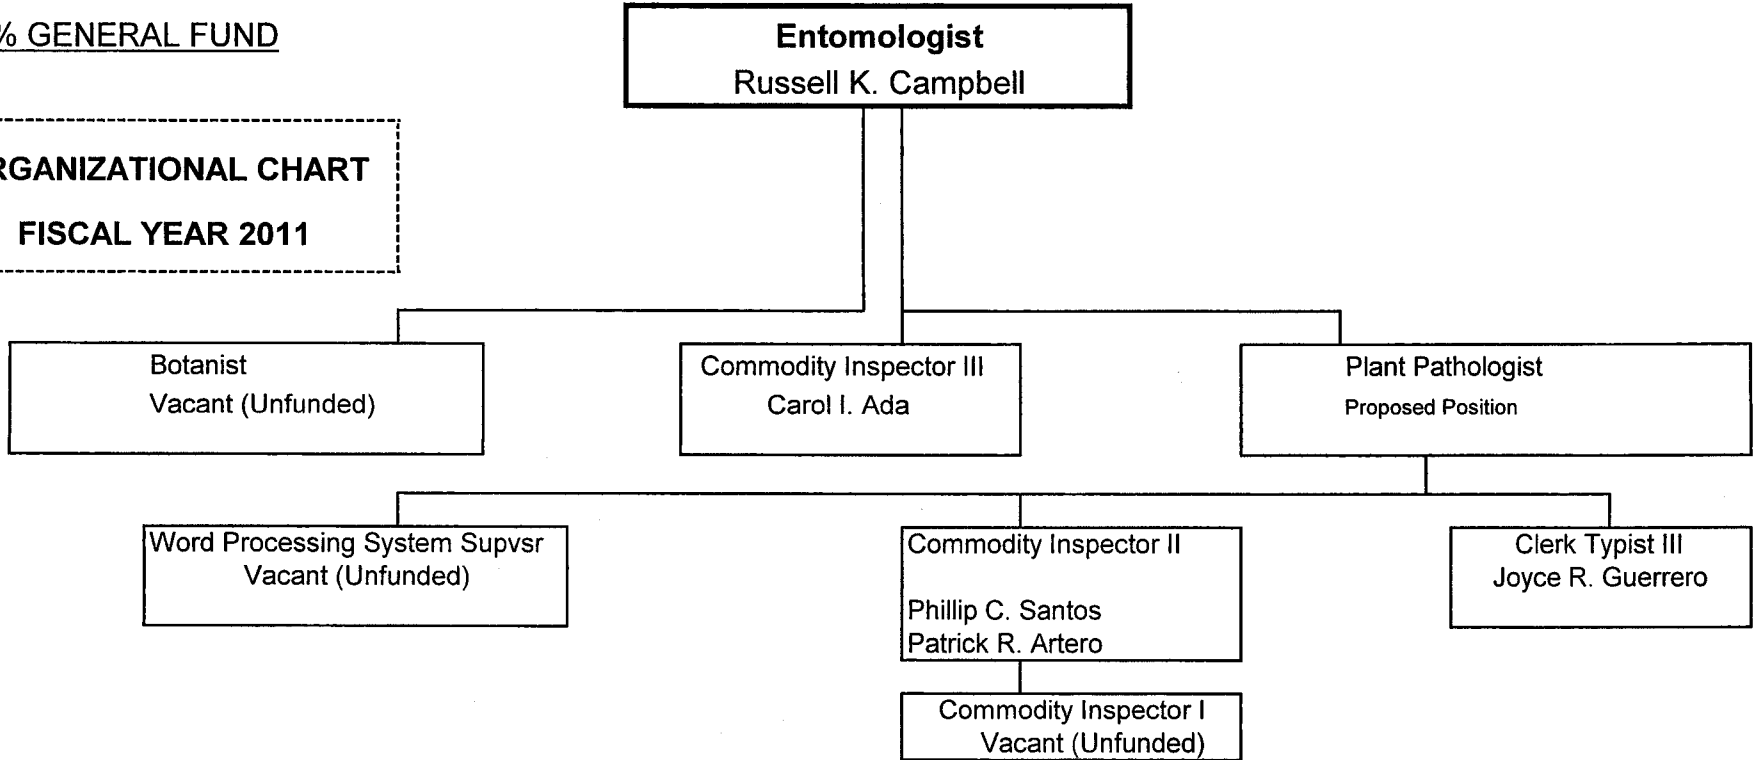 % GENERAL FUND
Entomologist
Russell K. Campbell
RGANIZATIONAL CHART
FISCAL YEAR 2011
Botanist
Vacant (Unfunded)
Commodity Inspector III
Carol I. Ada
Plant Pathologist
Proposed Position
Word Processing System Supvsr
Vacant (Unfunded)
Commodity Inspector II
Phillip C. Santos
Patrick R. Artero
Clerk Typist III
Joyce R. Guerrero
Commodity Inspector I
Vacant (Unfunded)